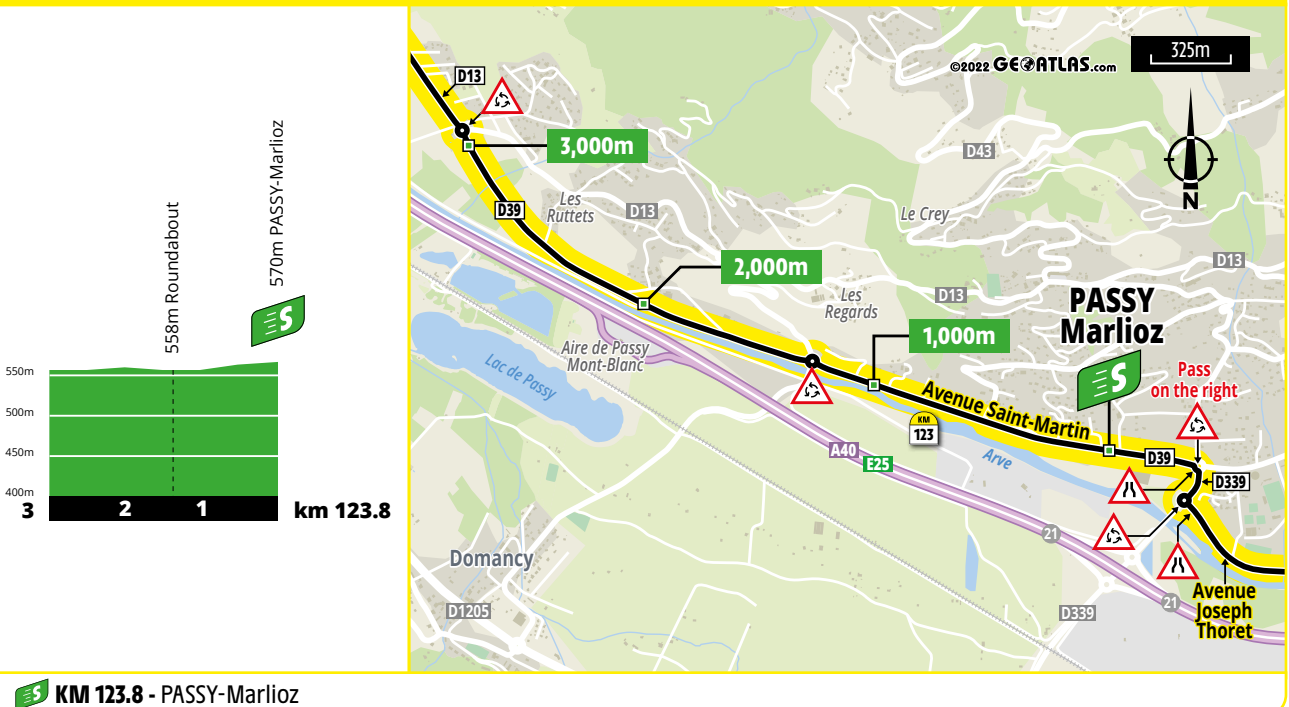 558m Roundabout
570m PASSY-Marlioz
S
550m
500m
450m
400m
3
2
1
km 123.8
©2022 GEOATLAS.com
325m
N
D13
3,000m
D39
Les
Ruttets
D13
D43
Le Crey
D13
2,000m
Les
Regards
D13
1,000m
PASSY
Marlioz
S
Aire de Passy
Mont-Blanc
Lac de Passy
Avenue Saint-Martin
KM
123
Pass
on the right
A40
E25
Arve
D39
D339
21
Domancy
D1205
D339
21
Avenue
Joseph
Thoret
S KM 123.8 - PASSY-Marlioz